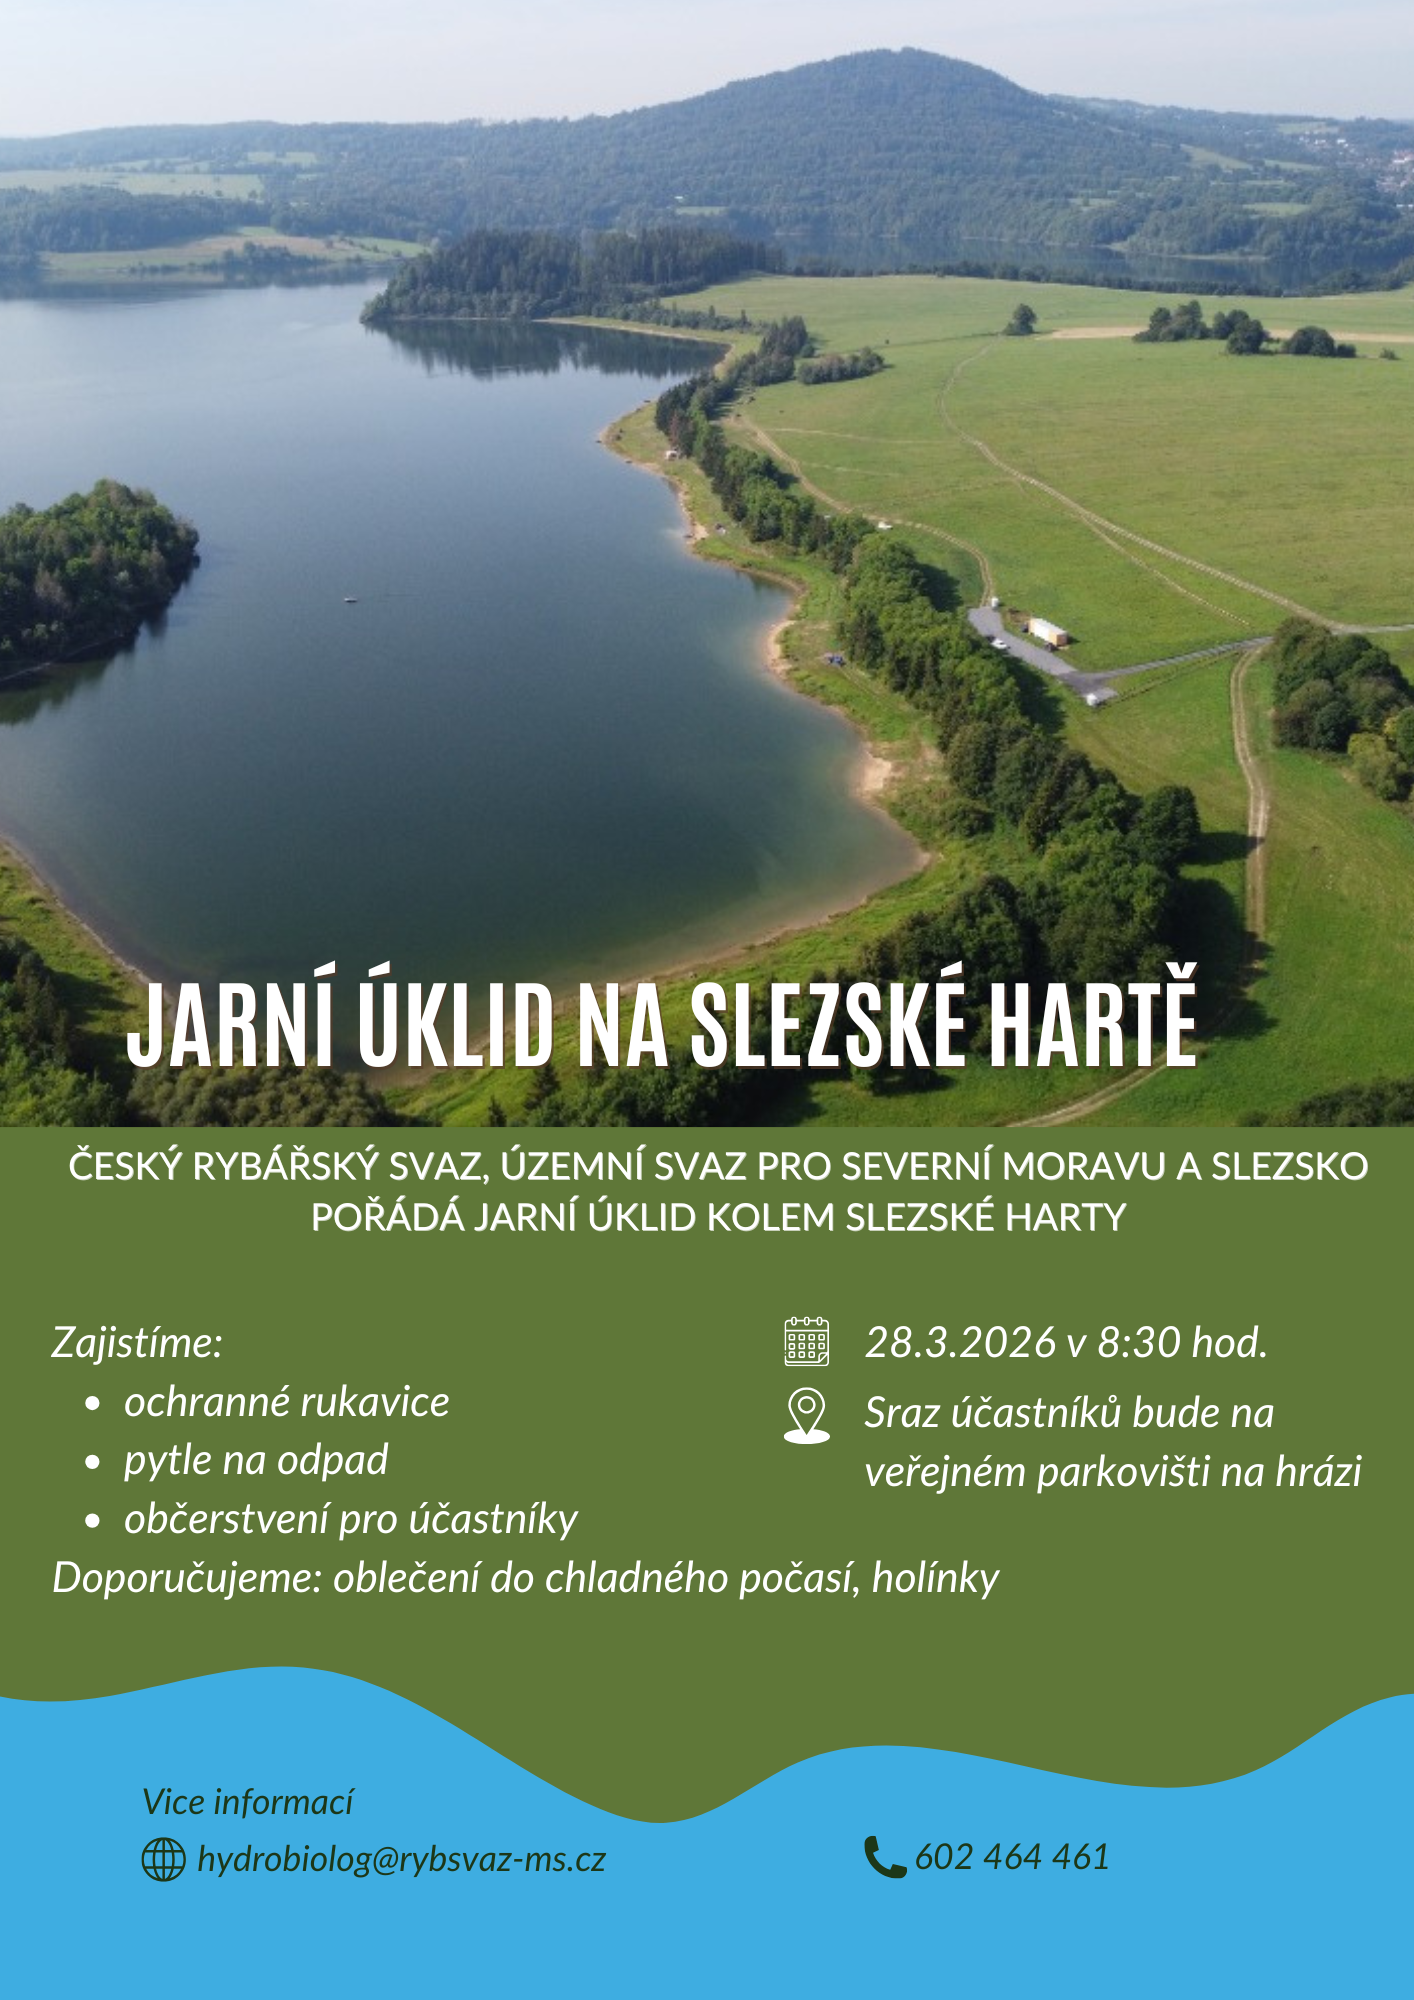 JARNÍ ÚKLID NA SLEZSKÉ HARTĚ
ČESKÝ RYBÁŘSKÝ SVAZ, ÚZEMNÍ SVAZ PRO SEVERNÍ MORAVU A SLEZSKO
POŘÁDÁ JARNÍ ÚKLID KOLEM SLEZSKÉ HARTY
Zajistíme:
• ochranné rukavice
• pytle na odpad
• občerstvení pro účastníky
Doporučujeme: oblečení do chladného počasí, holínky
28.3.2026 v 8:30 hod.
Sraz účastníků bude na
veřejném parkovišti na hrázi
Vice informací
hydrobiolog@rybsvaz-ms.cz
602 464 461